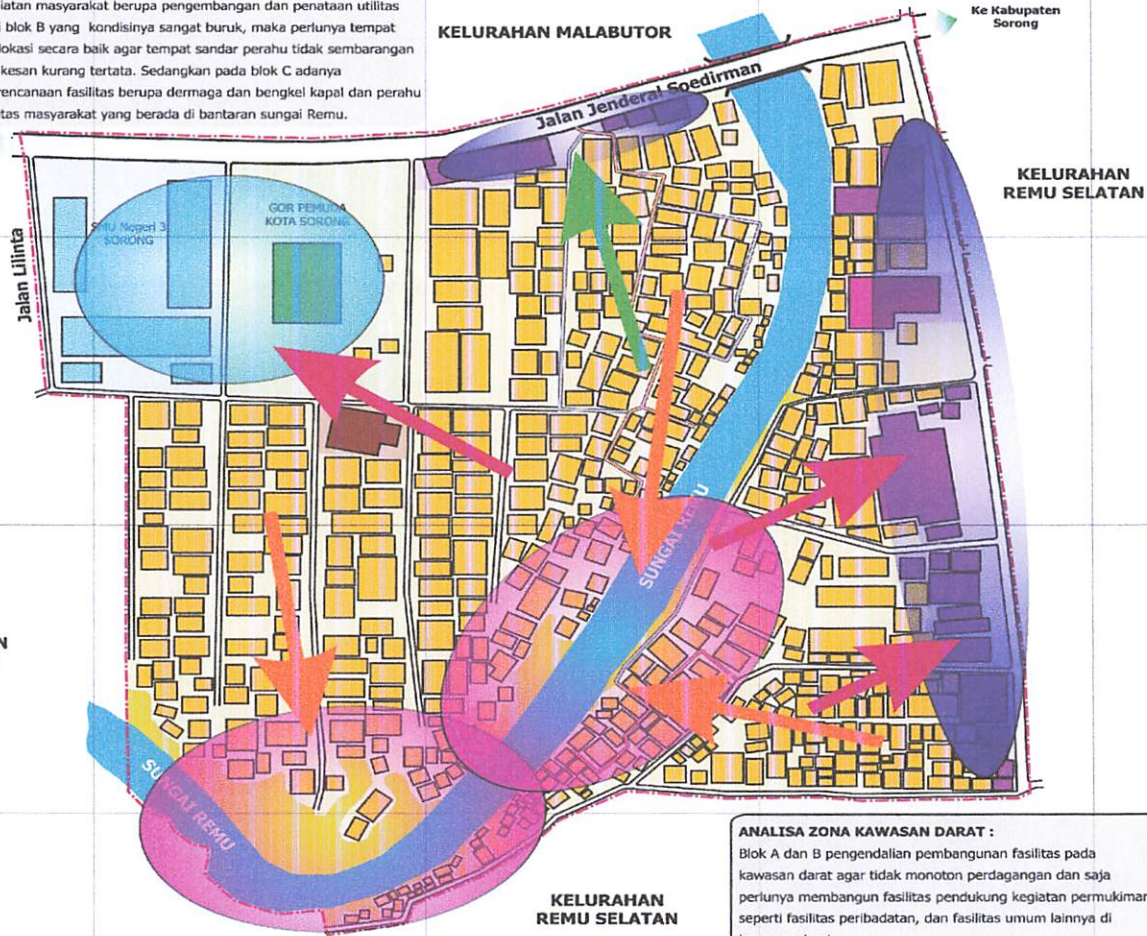 giatan masyarakat berupa pengembangan dan penataan utilitas
i blok B yang kondisinya sangat buruk, maka perlunya tempat
lokasi secara baik agar tempat sandar perahu tidak sembarangan
kesan kurang tertata. Sedangkan pada blok C adanya
encanaan fasilitas berupa dermaga dan bengkel kapal dan perahu
tas masyarakat yang berada di bantaran sungai Remu.
KELURAHAN MALABUTOR
Ke Kabupaten
Sorong
Jalan Jenderal Soedirman
KELURAHAN
REMU SELATAN
Jalan Lilinta
SMU Negeri 3
SORONG
GOR PEMUDA
KOTA SORONG
SUNGAI REMU
N
SUNGAI REMU
KELURAHAN
REMU SELATAN
ANALISA ZONA KAWASAN DARAT :
Blok A dan B pengendalian pembangunan fasilitas pada
kawasan darat agar tidak monoton perdagangan dan saja
perlunya membangun fasilitas pendukung kegiatan permukiman
seperti fasilitas peribadatan, dan fasilitas umum lainnya di